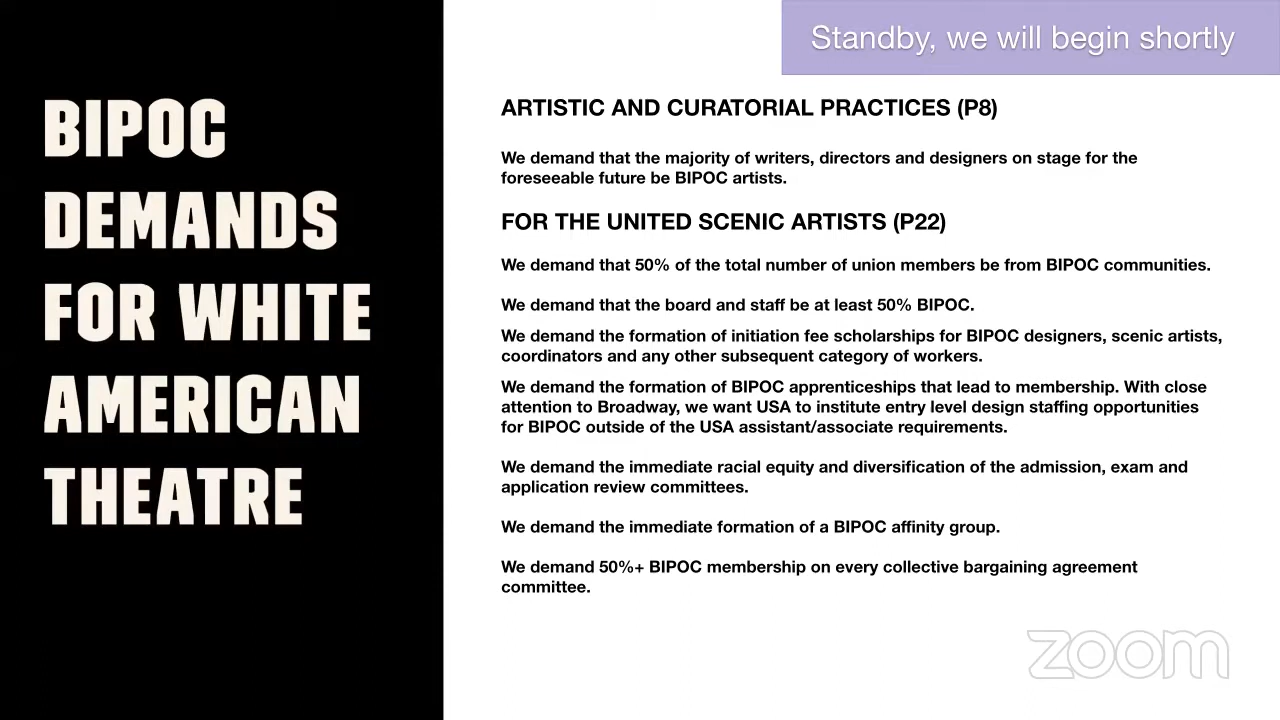 Standby, we will begin shortly
BIPOC
DEMANDS
FOR WHITE
AMERICAN
THEATRE
ARTISTIC AND CURATORIAL PRACTICES (P8)
We demand that the majority of writers, directors and designers on stage for the
foreseeable future be BIPOC artists.
FOR THE UNITED SCENIC ARTISTS (P22)
We demand that 50% of the total number of union members be from BIPOC communities.
We demand that the board and staff be at least 50% BIPOC.
We demand the formation of initiation fee scholarships for BIPOC designers, scenic artists,
coordinators and any other subsequent category of workers.
We demand the formation of BIPOC apprenticeships that lead to membership. With close
attention to Broadway, we want USA to institute entry level design staffing opportunities
for BIPOC outside of the USA assistant/associate requirements.
We demand the immediate racial equity and diversification of the admission, exam and
application review committees.
We demand the immediate formation of a BIPOC affinity group.
We demand 50%+ BIPOC membership on every collective bargaining agreement
committee.
zoom